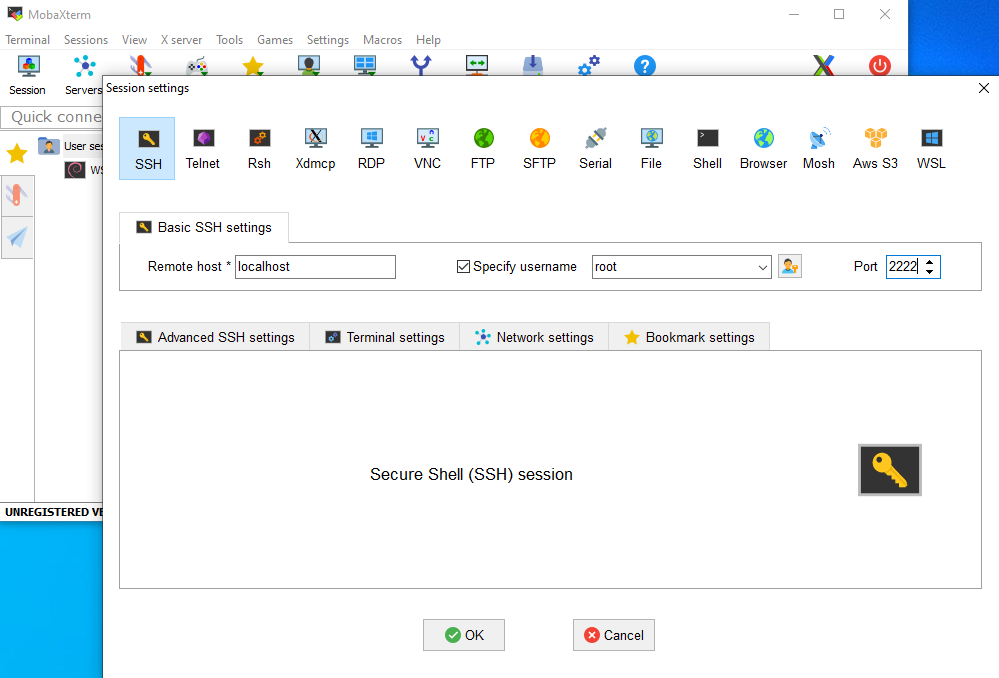 MobaXterm
Terminal Sessions View X server Tools Games Settings Macros Help
Session Servers
Session settings
Quick conne
User ses
WS
SSH Telnet Rsh Xdmcp RDP VNC FTP SFTP Serial File Shell Browser Mosh Aws S3 WSL
Basic SSH settings
Remote host * localhost Specify username root Port 2222
Advanced SSH settings Terminal settings Network settings Bookmark settings
Secure Shell (SSH) session
UNREGISTERED VE
OK Cancel